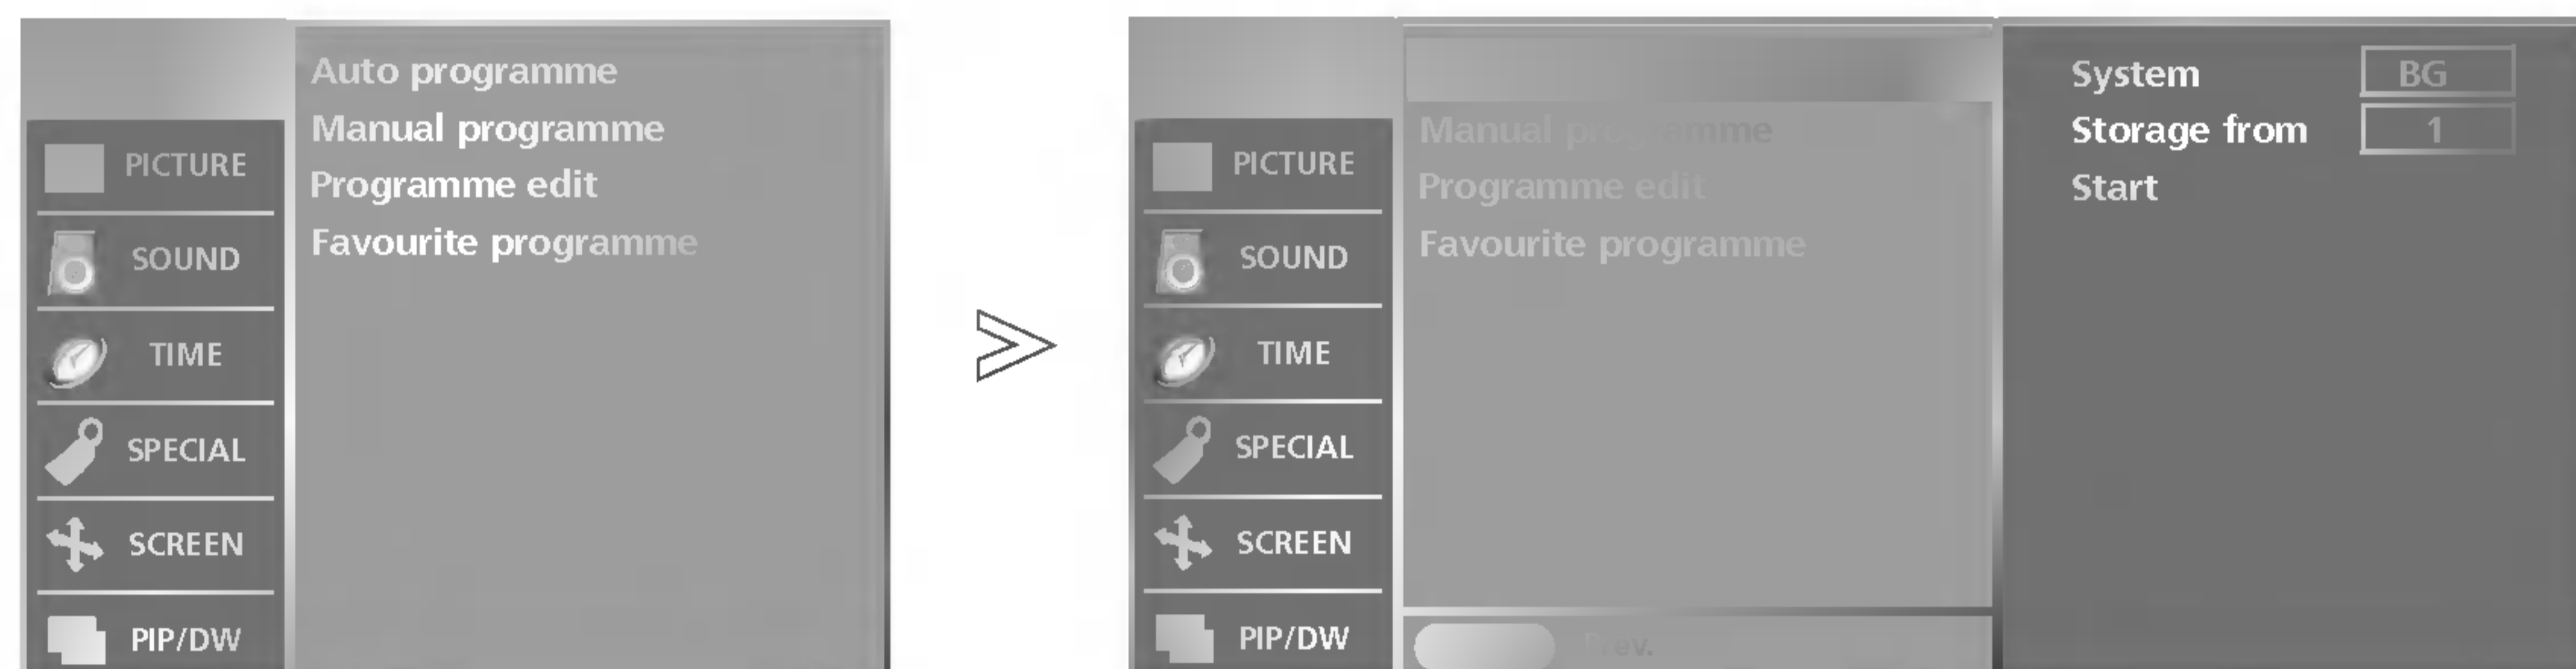 Auto programme
Manual programme
Programme edit
Favourite programme
PICTURE
SOUND
TIME
SPECIAL
SCREEN
PIP/DW
PICTURE
SOUND
TIME
SPECIAL
SCREEN
PIP/DW
Manual programme
Programme edit
Favourite programme
Prev.
System BG
Storage from 1
Start